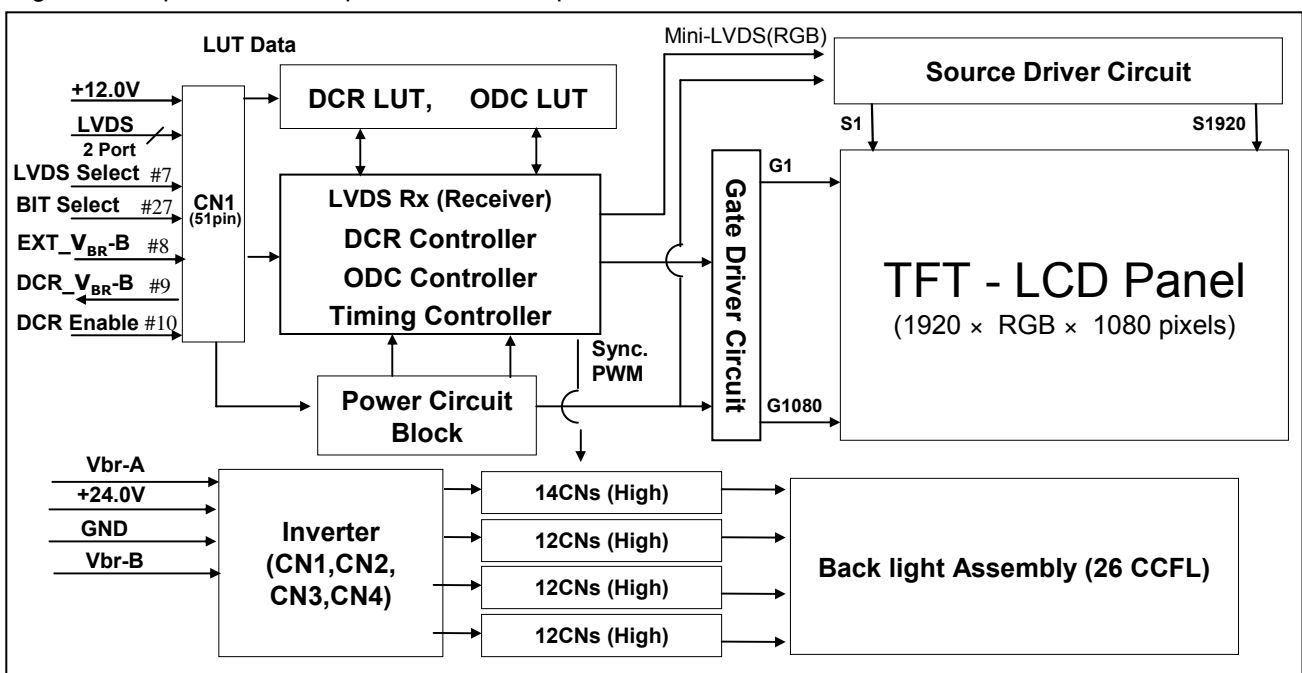 LUT Data
Mini-LVDS(RGB)
+12.0V
LVDS
2 Port
LVDS Select #7
BIT Select #27
EXT_VBR-B #8
DCR_VBR-B #9
DCR Enable #10
CN1
(51pin)
DCR LUT, ODC LUT
LVDS Rx (Receiver)
DCR Controller
ODC Controller
Timing Controller
Power Circuit
Block
Sync.
PWM
Source Driver Circuit
S1
S1920
Gate Driver Circuit
G1
G1080
TFT - LCD Panel
(1920 × RGB × 1080 pixels)
Vbr-A
+24.0V
GND
Vbr-B
Inverter
(CN1,CN2,
CN3,CN4)
14CNs (High)
12CNs (High)
12CNs (High)
12CNs (High)
Back light Assembly (26 CCFL)